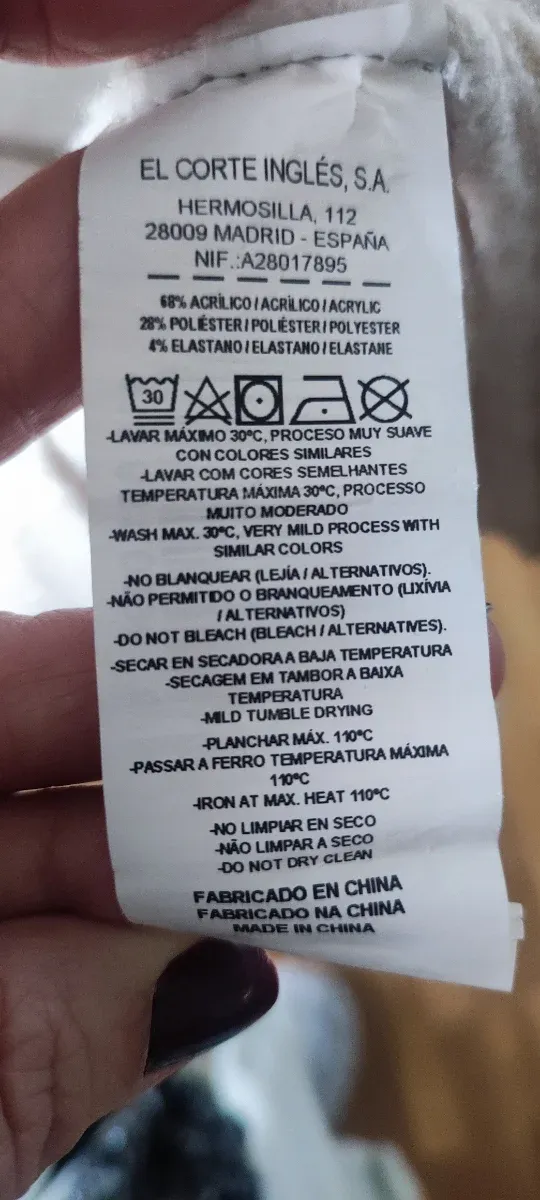 EL CORTE INGLÉS, S.A.
HERMOSILLA, 112
28009 MADRID - ESPAÑA
NIF.:A28017895
68% ACRÍLICO / ACRÍLICO / ACRYLIC
28% POLIÉSTER / POLIÉSTER / POLYESTER
4% ELASTANO / ELASTANO / ELASTANE
30
-LAVAR MÁXIMO 30ºC, PROCESO MUY SUAVE
CON COLORES SIMILARES
-LAVAR COM CORES SEMELHANTES
TEMPERATURA MÁXIMA 30ºC, PROCESSO
MUITO MODERADO
-WASH MAX. 30ºC, VERY MILD PROCESS WITH
SIMILAR COLORS
-NO BLANQUEAR (LEJÍA / ALTERNATIVOS).
-NÃO PERMITIDO O BRANQUEAMENTO (LIXÍVIA
/ ALTERNATIVOS)
-DO NOT BLEACH (BLEACH / ALTERNATIVES).
-SECAR EN SECADORA A BAJA TEMPERATURA
-SECAGEM EM TAMBOR A BAIXA
TEMPERATURA
-MILD TUMBLE DRYING
-PLANCHAR MÁX. 110ºC
-PASSAR A FERRO TEMPERATURA MÁXIMA
110ºC
-IRON AT MAX. HEAT 110ºC
-NO LIMPIAR EN SECO
-NÃO LIMPAR A SECO
-DO NOT DRY CLEAN
FABRICADO EN CHINA
FABRICADO NA CHINA
MADE IN CHINA